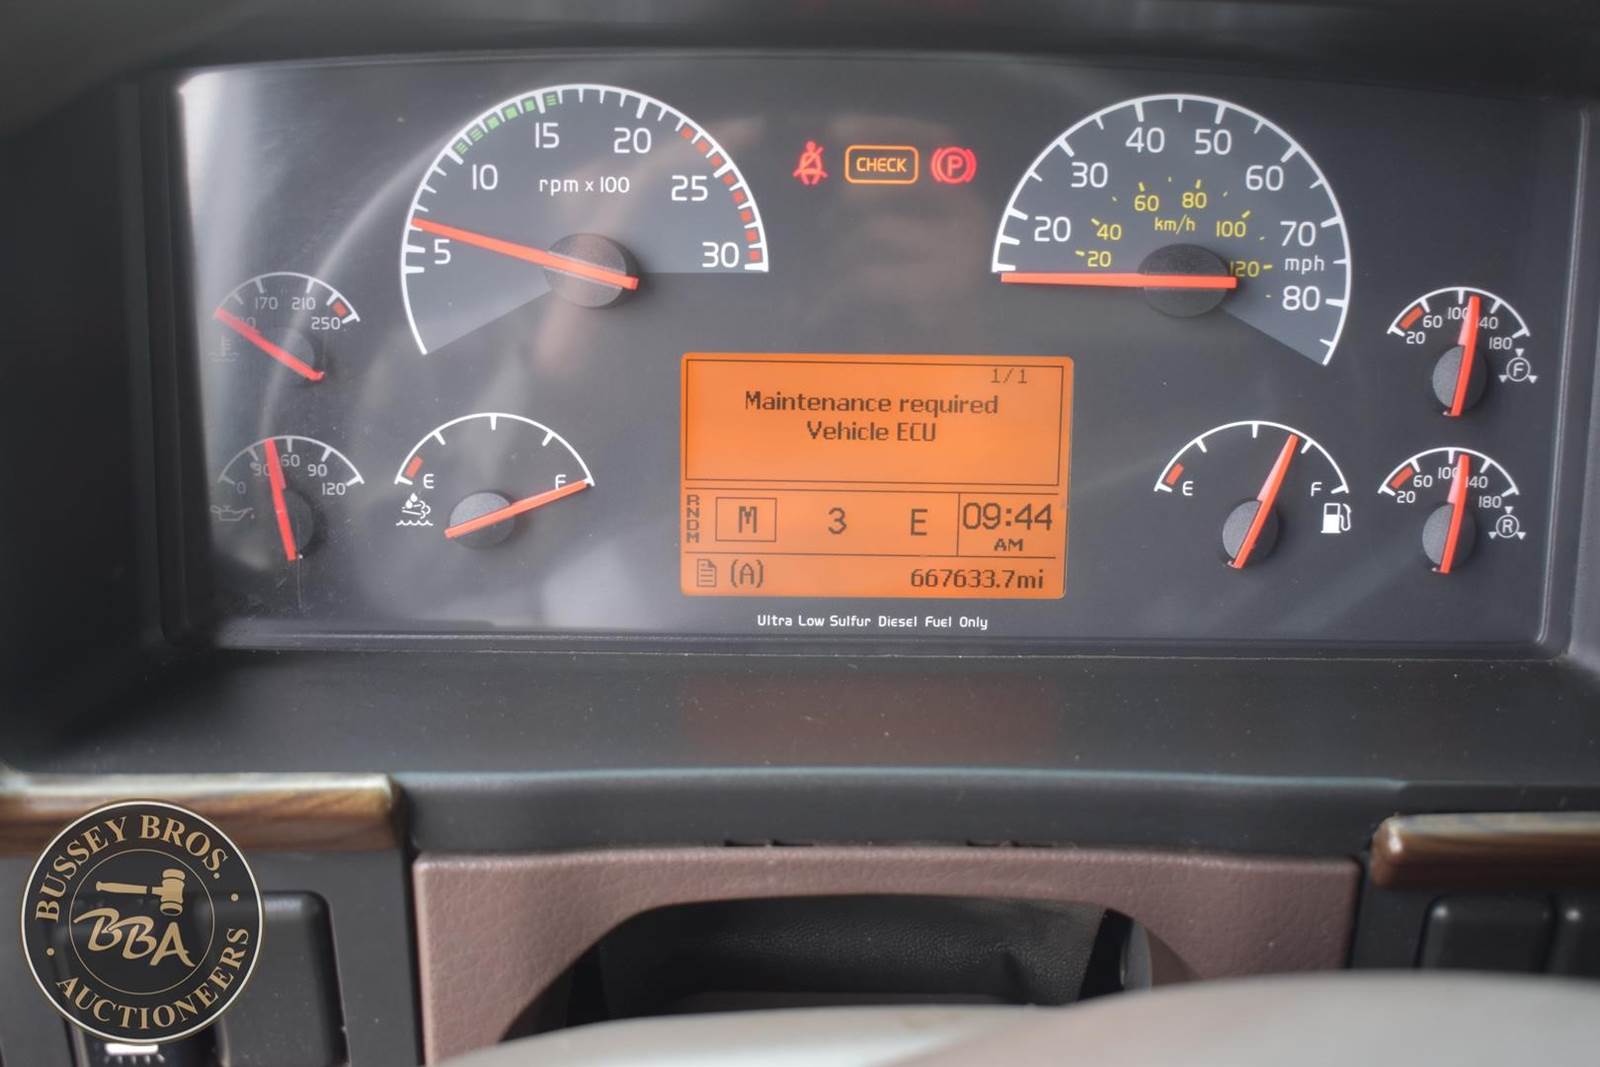 5 10 15 20 25 30
rpm x 100
CHECK
P
20 30 40 50 60 70 80
mph
20 40 60 80 100 120
km/h
170 210 250
0 30 60 90 120
E F
1/1
Maintenance required
Vehicle ECU
RNDM
M 3 E 09:44
AM
(A) 667633.7mi
Ultra Low Sulfur Diesel Fuel Only
E F
20 60 100 140 180
F
20 60 100 140 180
R
BUSSEY BROS.
BBA
AUCTIONEERS